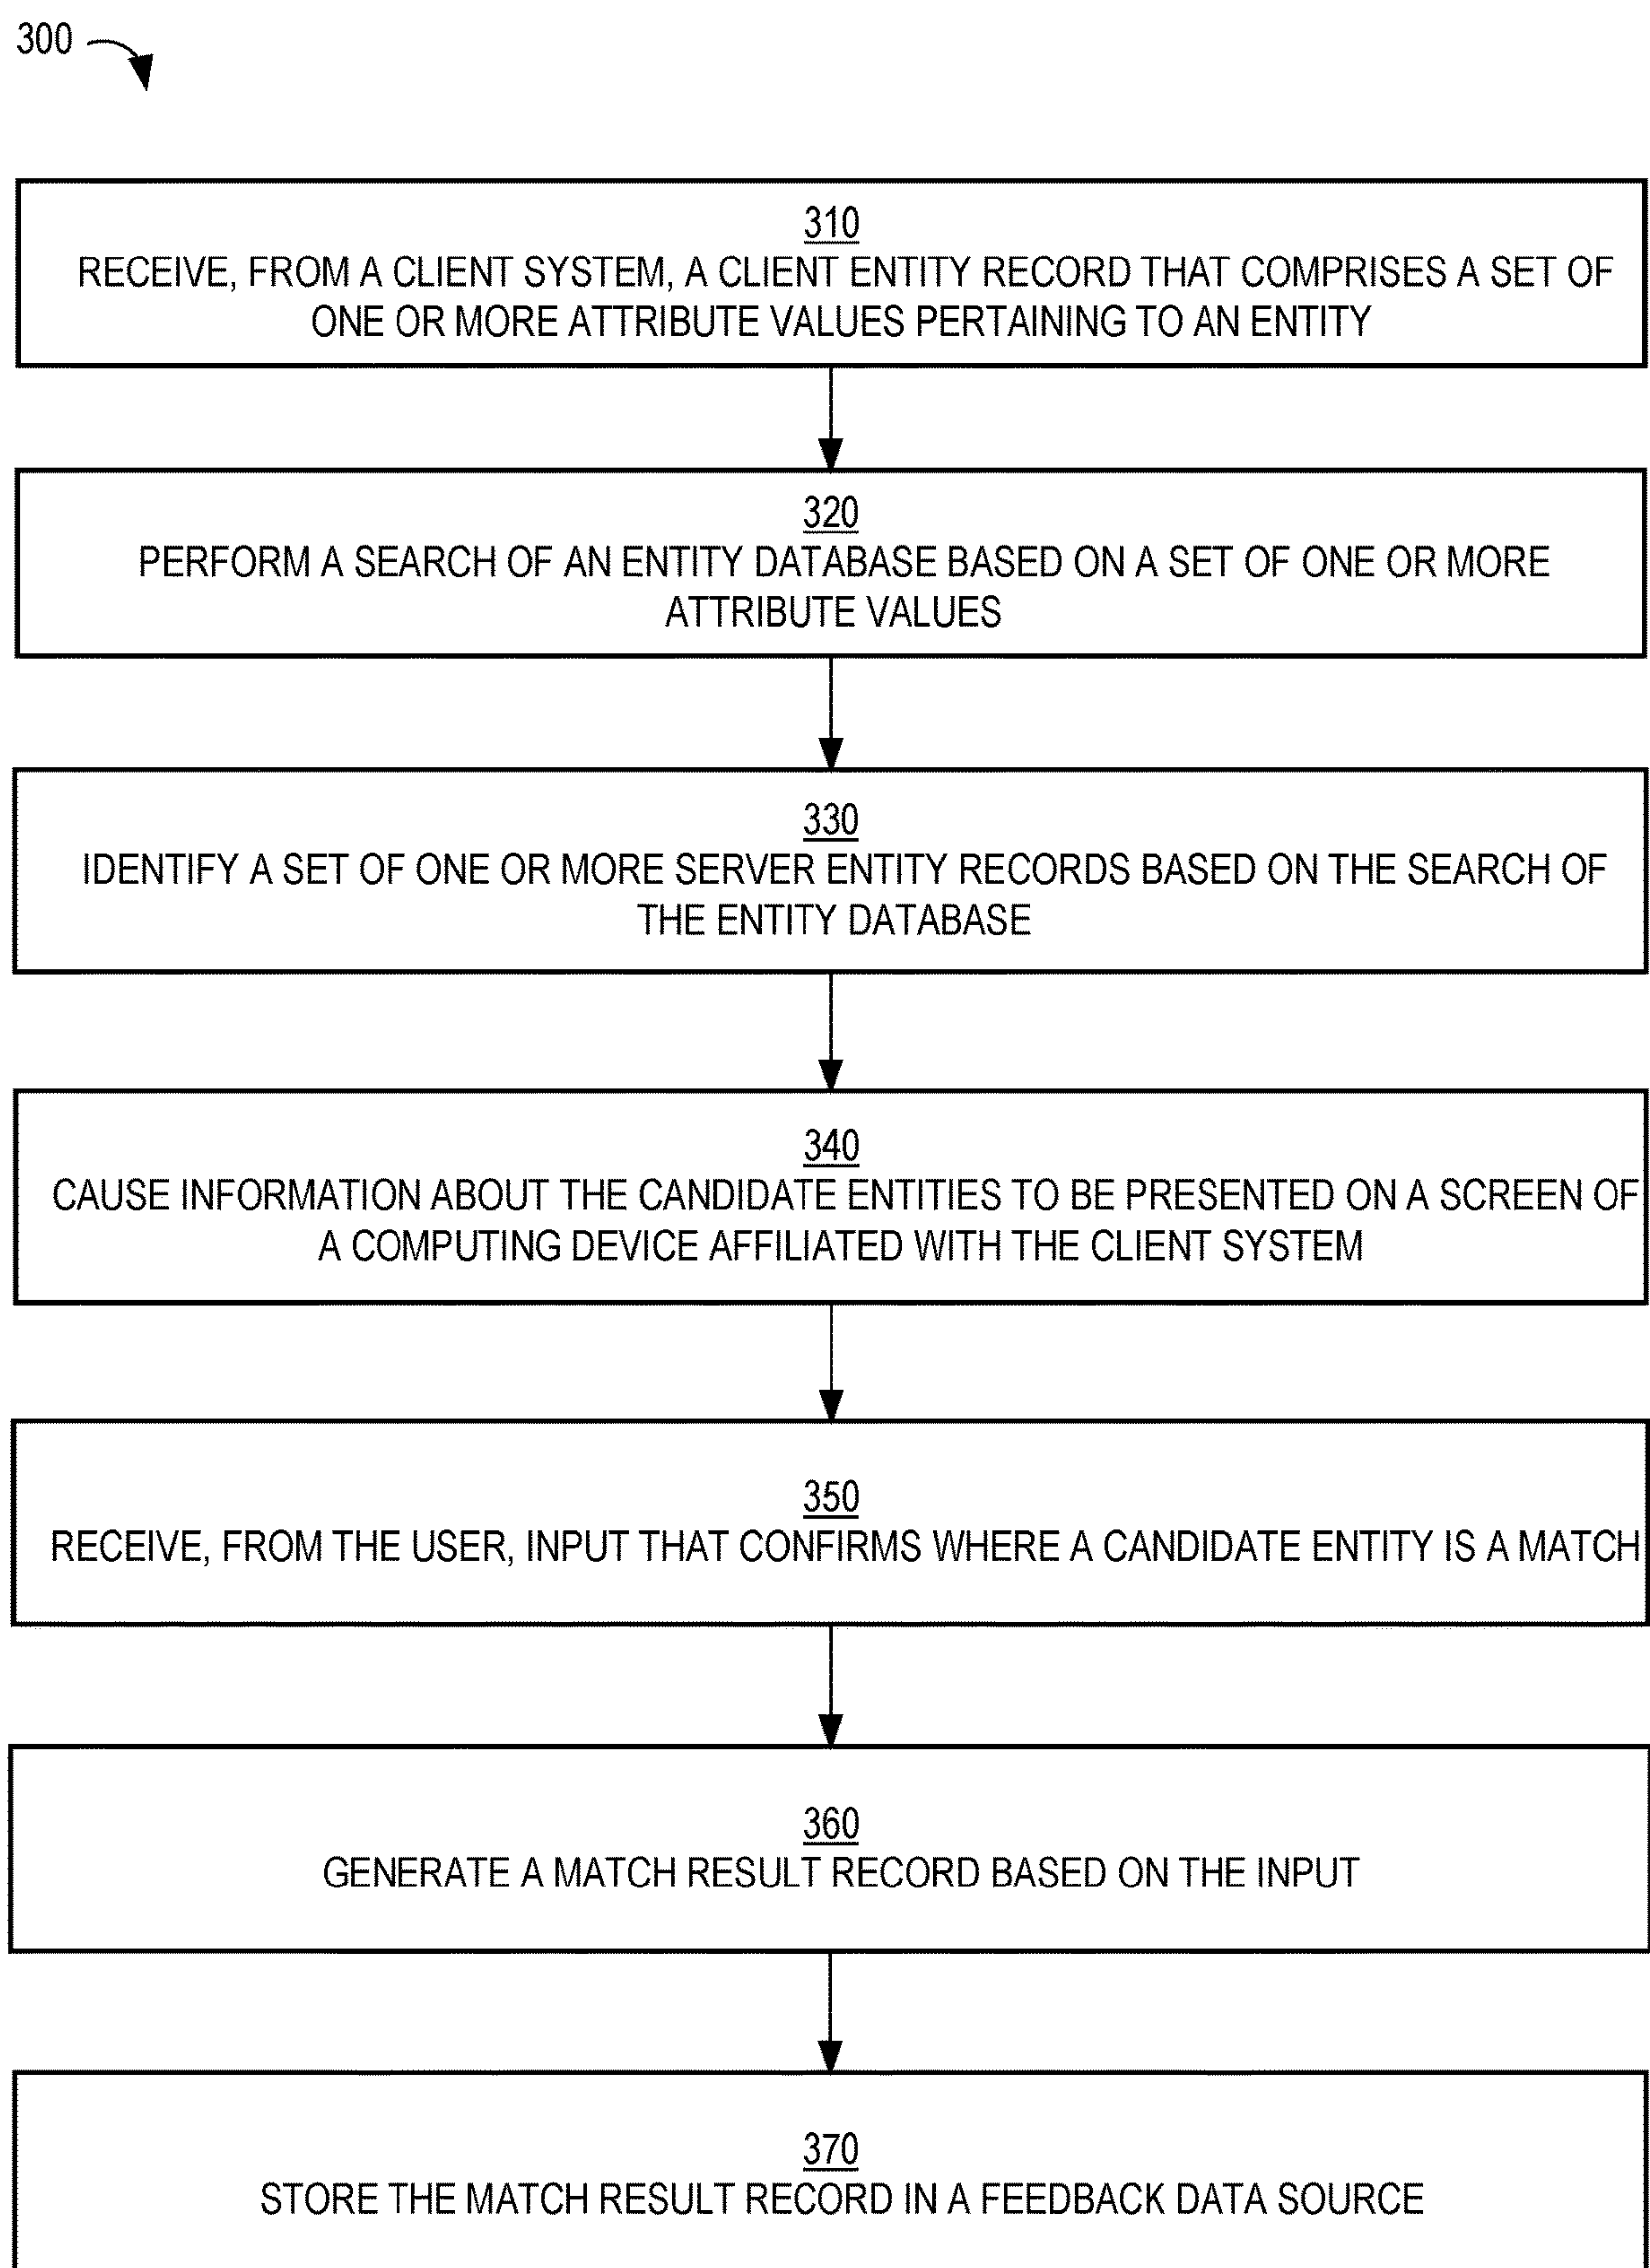 300
310
RECEIVE, FROM A CLIENT SYSTEM, A CLIENT ENTITY RECORD THAT COMPRISES A SET OF
ONE OR MORE ATTRIBUTE VALUES PERTAINING TO AN ENTITY
320
PERFORM A SEARCH OF AN ENTITY DATABASE BASED ON A SET OF ONE OR MORE
ATTRIBUTE VALUES
330
IDENTIFY A SET OF ONE OR MORE SERVER ENTITY RECORDS BASED ON THE SEARCH OF
THE ENTITY DATABASE
340
CAUSE INFORMATION ABOUT THE CANDIDATE ENTITIES TO BE PRESENTED ON A SCREEN OF
A COMPUTING DEVICE AFFILIATED WITH THE CLIENT SYSTEM
350
RECEIVE, FROM THE USER, INPUT THAT CONFIRMS WHERE A CANDIDATE ENTITY IS A MATCH
360
GENERATE A MATCH RESULT RECORD BASED ON THE INPUT
370
STORE THE MATCH RESULT RECORD IN A FEEDBACK DATA SOURCE